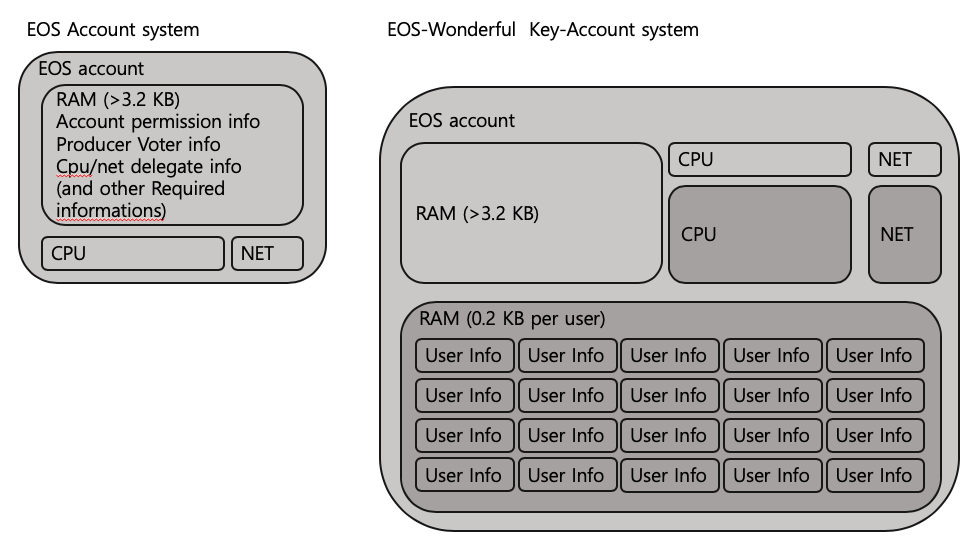 EOS Account system
EOS account
RAM (>3.2 KB)
Account permission info
Producer Voter info
Cpu/net delegate info
(and other Required
informations)
CPU
NET
EOS-Wonderful Key-Account system
EOS account
RAM (>3.2 KB)
CPU
NET
CPU
NET
RAM (0.2 KB per user)
User Info User Info User Info User Info User Info
User Info User Info User Info User Info User Info
User Info User Info User Info User Info User Info
User Info User Info User Info User Info User Info